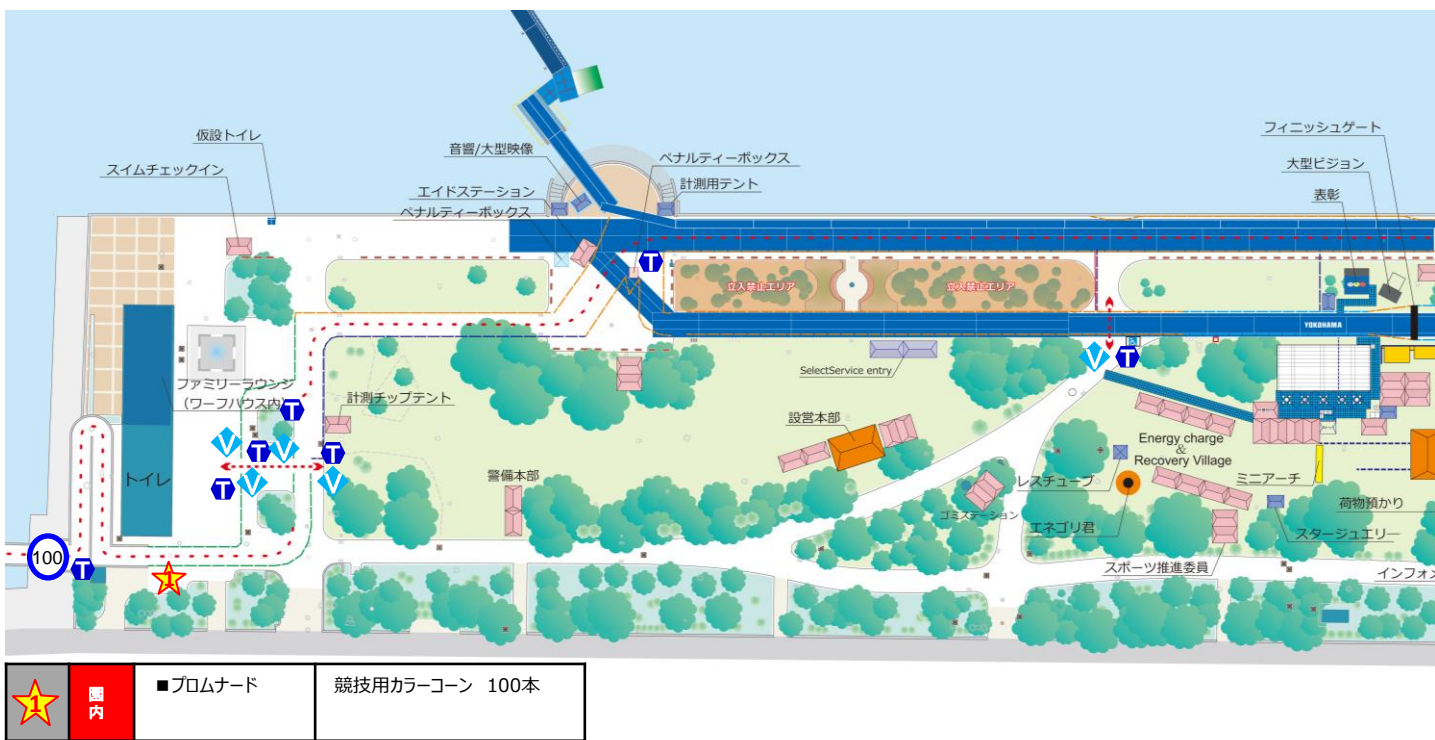 仮設トイレ
スイムチェックイン
音響/大型映像
エイドステーション
ペナルティーボックス
ペナルティーボックス
計測用テント
フィニッシュゲート
大型ビジョン
表彰
立入禁止エリア
立入禁止エリア
T
YOKOHAMA
V
T
SelectService entry
ファミリーラウンジ
（ワーフハウス内）
計測チップテント
T
設営本部
V
T
V
T
Energy charge
&
Recovery Village
トイレ
T
V
V
警備本部
レスチューブ
ミニアーチ
ゴミステーション
荷物預かり
エネゴリ君
スタージュエリー
100
T
1
スポーツ推進委員
インフォメ
1
園内
■プロムナード
競技用カラーコーン 100本